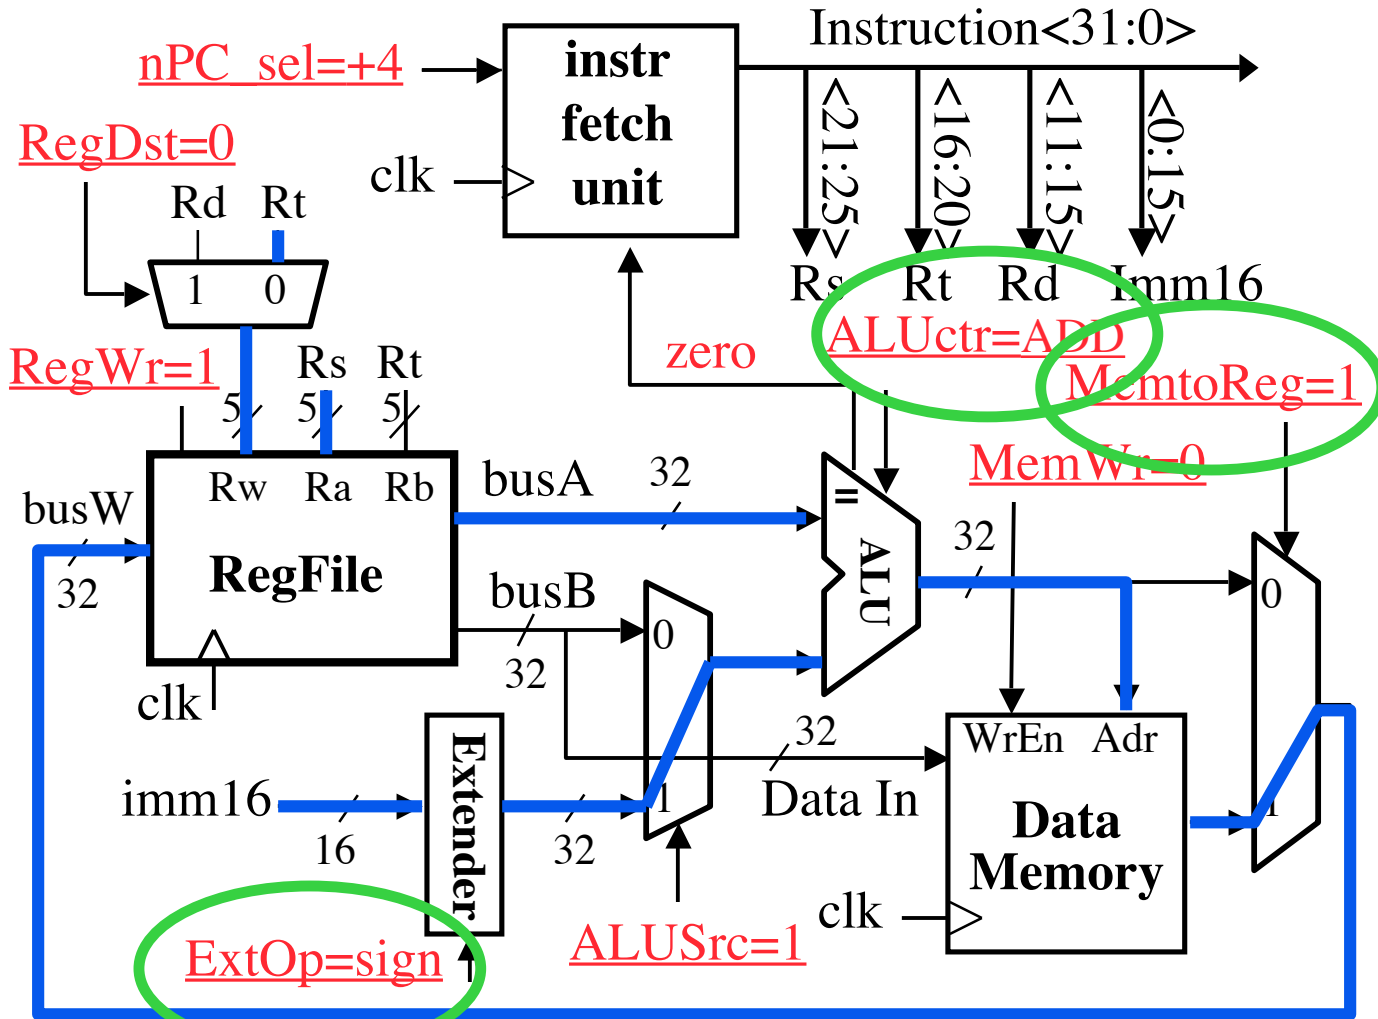 Instruction<31:0>
nPC_sel=+4
instr
fetch
unit
clk
<21:25>
<16:20>
<11:15>
<0:15>
RegDst=0
Rd Rt
1 0
Rs Rt Rd Imm16
ALUctr=ADD
zero
MemtoReg=1
RegWr=1
Rs Rt
5 5 5
MemWr=0
Rw Ra Rb
busA 32
=
busW
32
RegFile
ALU
32
busB
32
0
0
clk
Extender
32
WrEn Adr
imm16
16
32
1
Data In
1
Data
Memory
clk
ExtOp=sign
ALUSrc=1